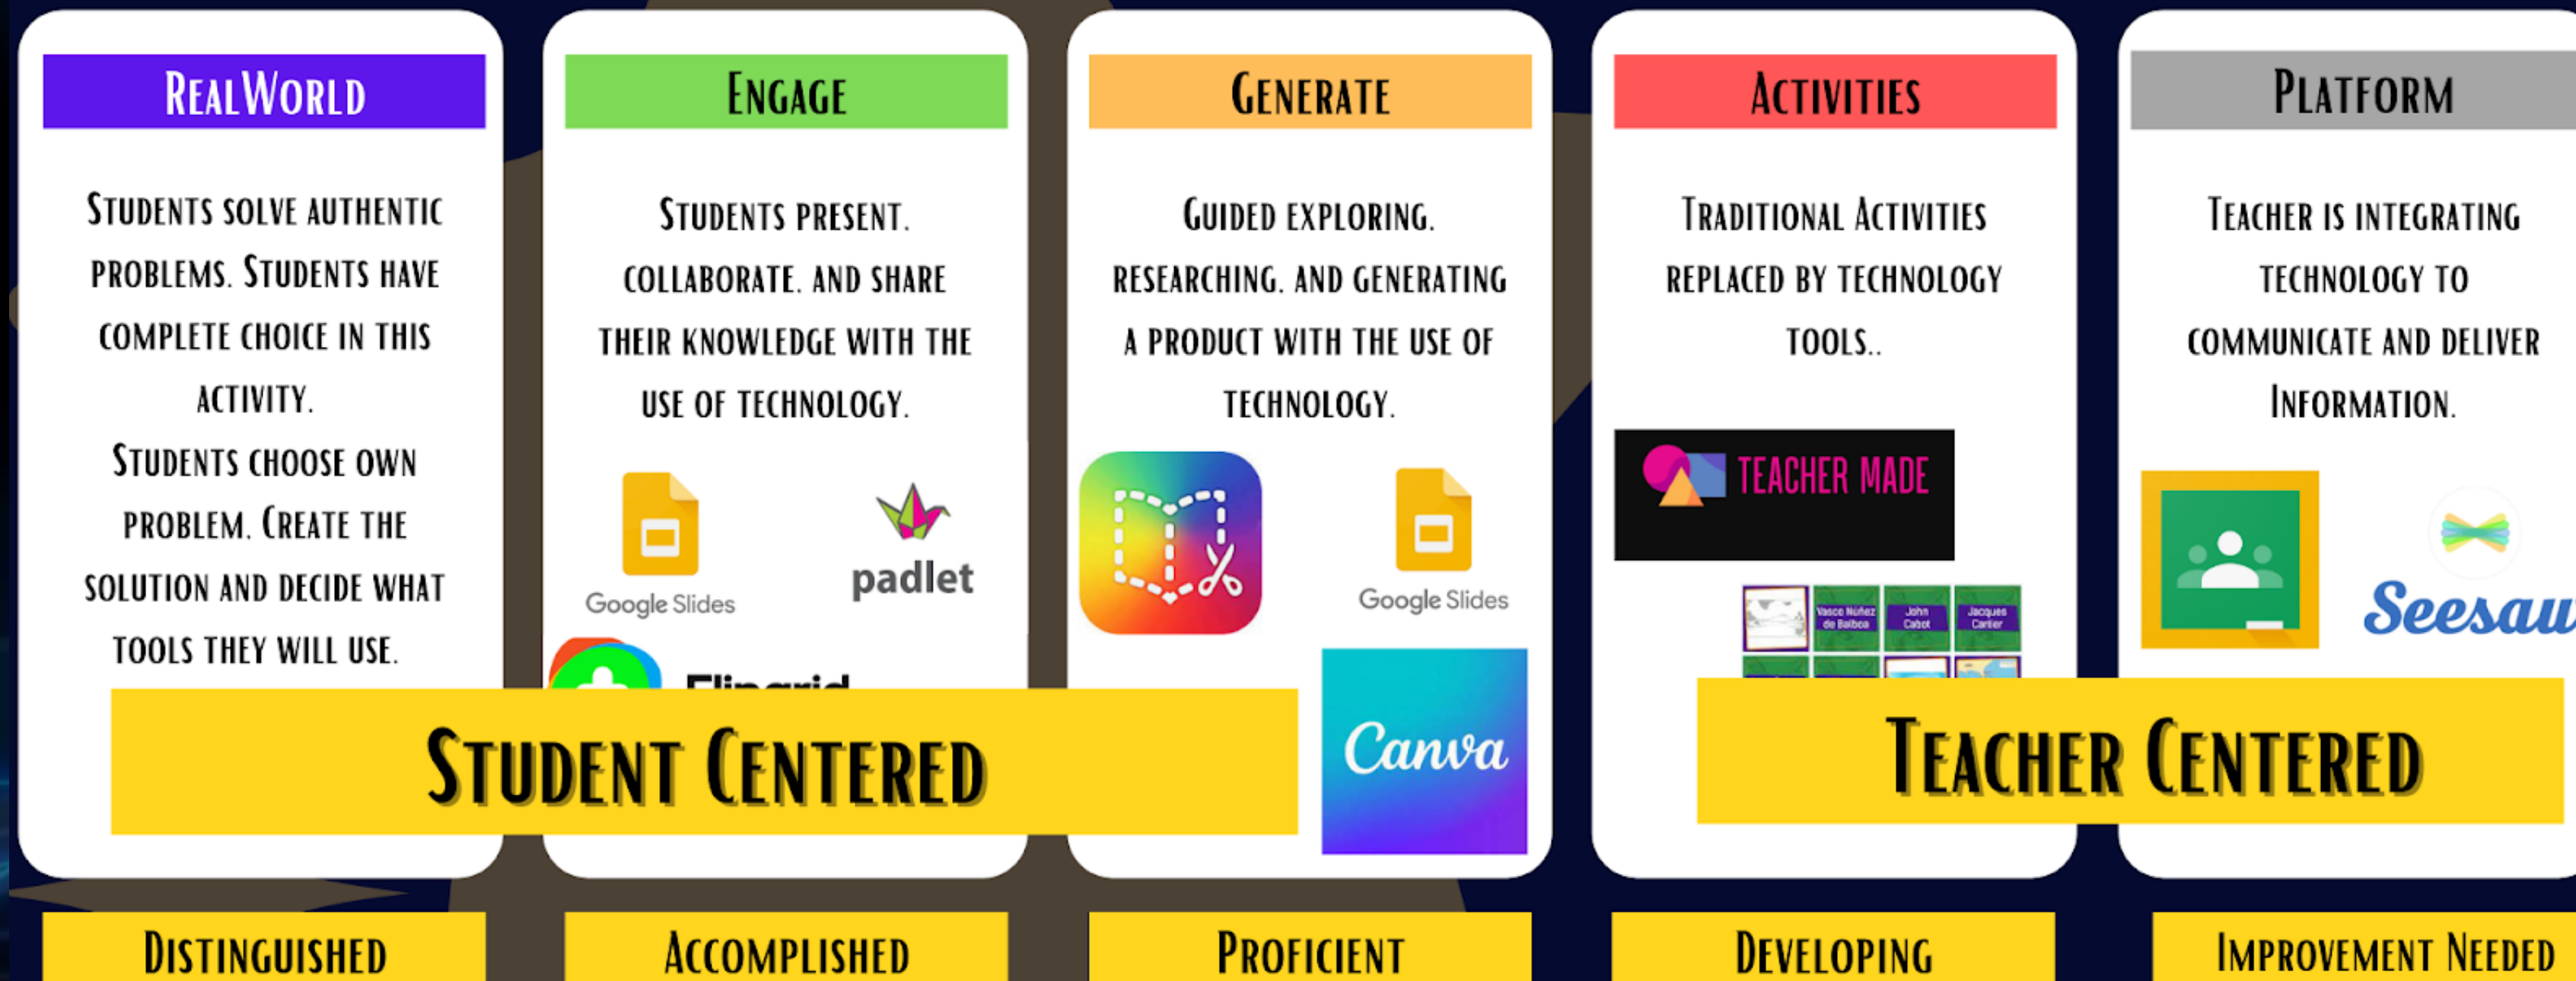 REALWORLD
STUDENTS SOLVE AUTHENTIC
PROBLEMS. STUDENTS HAVE
COMPLETE CHOICE IN THIS
ACTIVITY.
STUDENTS CHOOSE OWN
PROBLEM. CREATE THE
SOLUTION AND DECIDE WHAT
TOOLS THEY WILL USE.
ENGAGE
STUDENTS PRESENT,
COLLABORATE, AND SHARE
THEIR KNOWLEDGE WITH THE
USE OF TECHNOLOGY.
Google Slides
padlet
Flipgrid
GENERATE
GUIDED EXPLORING,
RESEARCHING, AND GENERATING
A PRODUCT WITH THE USE OF
TECHNOLOGY.
Google Slides
Canva
ACTIVITIES
TRADITIONAL ACTIVITIES
REPLACED BY TECHNOLOGY
TOOLS..
TEACHER MADE
Vasco Núñez
de Balboa
John
Cabot
Jacques
Cartier
PLATFORM
TEACHER IS INTEGRATING
TECHNOLOGY TO
COMMUNICATE AND DELIVER
INFORMATION.
Seesaw
STUDENT CENTERED
TEACHER CENTERED
DISTINGUISHED
ACCOMPLISHED
PROFICIENT
DEVELOPING
IMPROVEMENT NEEDED